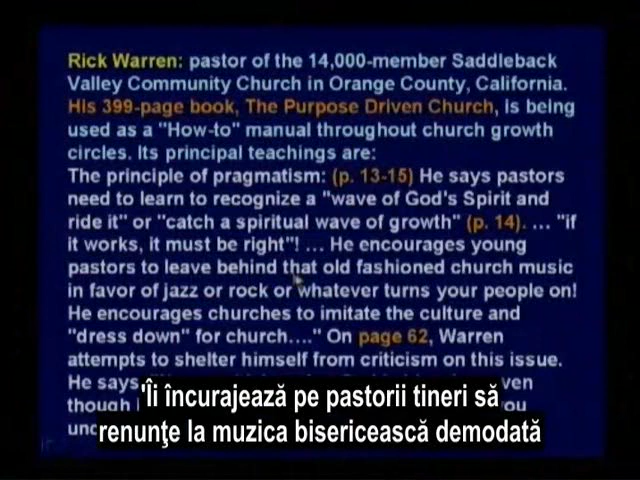 Rick Warren: pastor of the 14,000-member Saddleback
Valley Community Church in Orange County, California.
His 399-page book, The Purpose Driven Church, is being
used as a "How-to" manual throughout church growth
circles. Its principal teachings are:
The principle of pragmatism: (p. 13-15) He says pastors
need to learn to recognize a "wave of God's Spirit and
ride it" or "catch a spiritual wave of growth" (p. 14). ... "if
it works, it must be right"! ... He encourages young
pastors to leave behind that old fashioned church music
in favor of jazz or rock or whatever turns your people on!
He encourages churches to imitate the culture and
"dress down" for church...." On page 62, Warren
attempts to shelter himself from criticism on this issue.
He says
though
'Îi încurajează pe pastorii tineri să
renunţe la muzica bisericească demodată